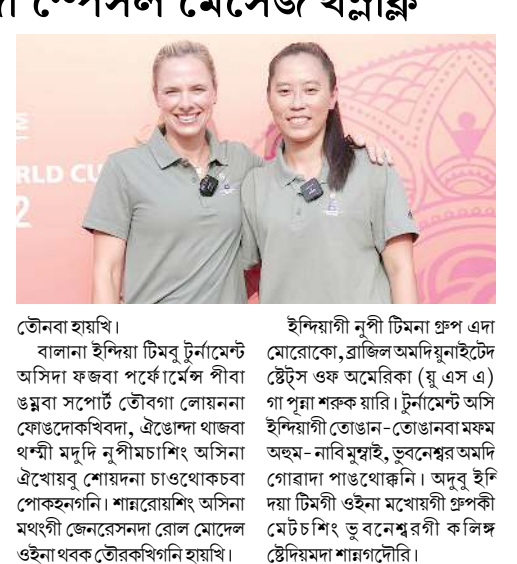 স্পেসল মেসেজ
RLD CU
2
তৌনবা হায়খি।
বালানা ইন্দিয়া টিমবু টুর্নামেন্ট
অসিদা ফজবা পর্ফোর্মেন্স পীবা
ঙম্নবা সপোর্ট তৌবগা লোয়ননা
ফোঙদোকখিবদা, ঐঙোন্দা থাজবা
থম্মী মদুদি নুপীমচাশিং অসিনা
ঐখোয়বু শোয়দনা চাওথোকচবা
পোকহনগনি। শান্নরোয়শিং অসিনা
মথংগী জেনরেসনদা রোল মোদেল
ওইনা থবক তৌরকখিগনি হায়খি।
ইন্দিয়াগী নুপী টিমনা গ্রুপ এদা
মোরোকো, ব্রাজিল অমদি য়ুনাইটেদ
ষ্টেট্স ওফ অমেরিকা (য়ু এস এ)
গা পূন্না শরুক য়ারি। টুর্নামেন্ট অসি
ইন্দিয়াগী তোঙান-তোঙানবা মফম
অহুম- নাবি মুম্বাই, ভুবনেশ্বর অমদি
গোৱাদা পাঙথোক্কনি। অদুবু ইন্দি
দয়া টিমগী ওইনা মখোয়গী গ্রুপকী
মেটচশিং ভুবনেশ্বরগী কলিঙ্গ
ষ্টেদিয়মদা শান্নগদৌরি।